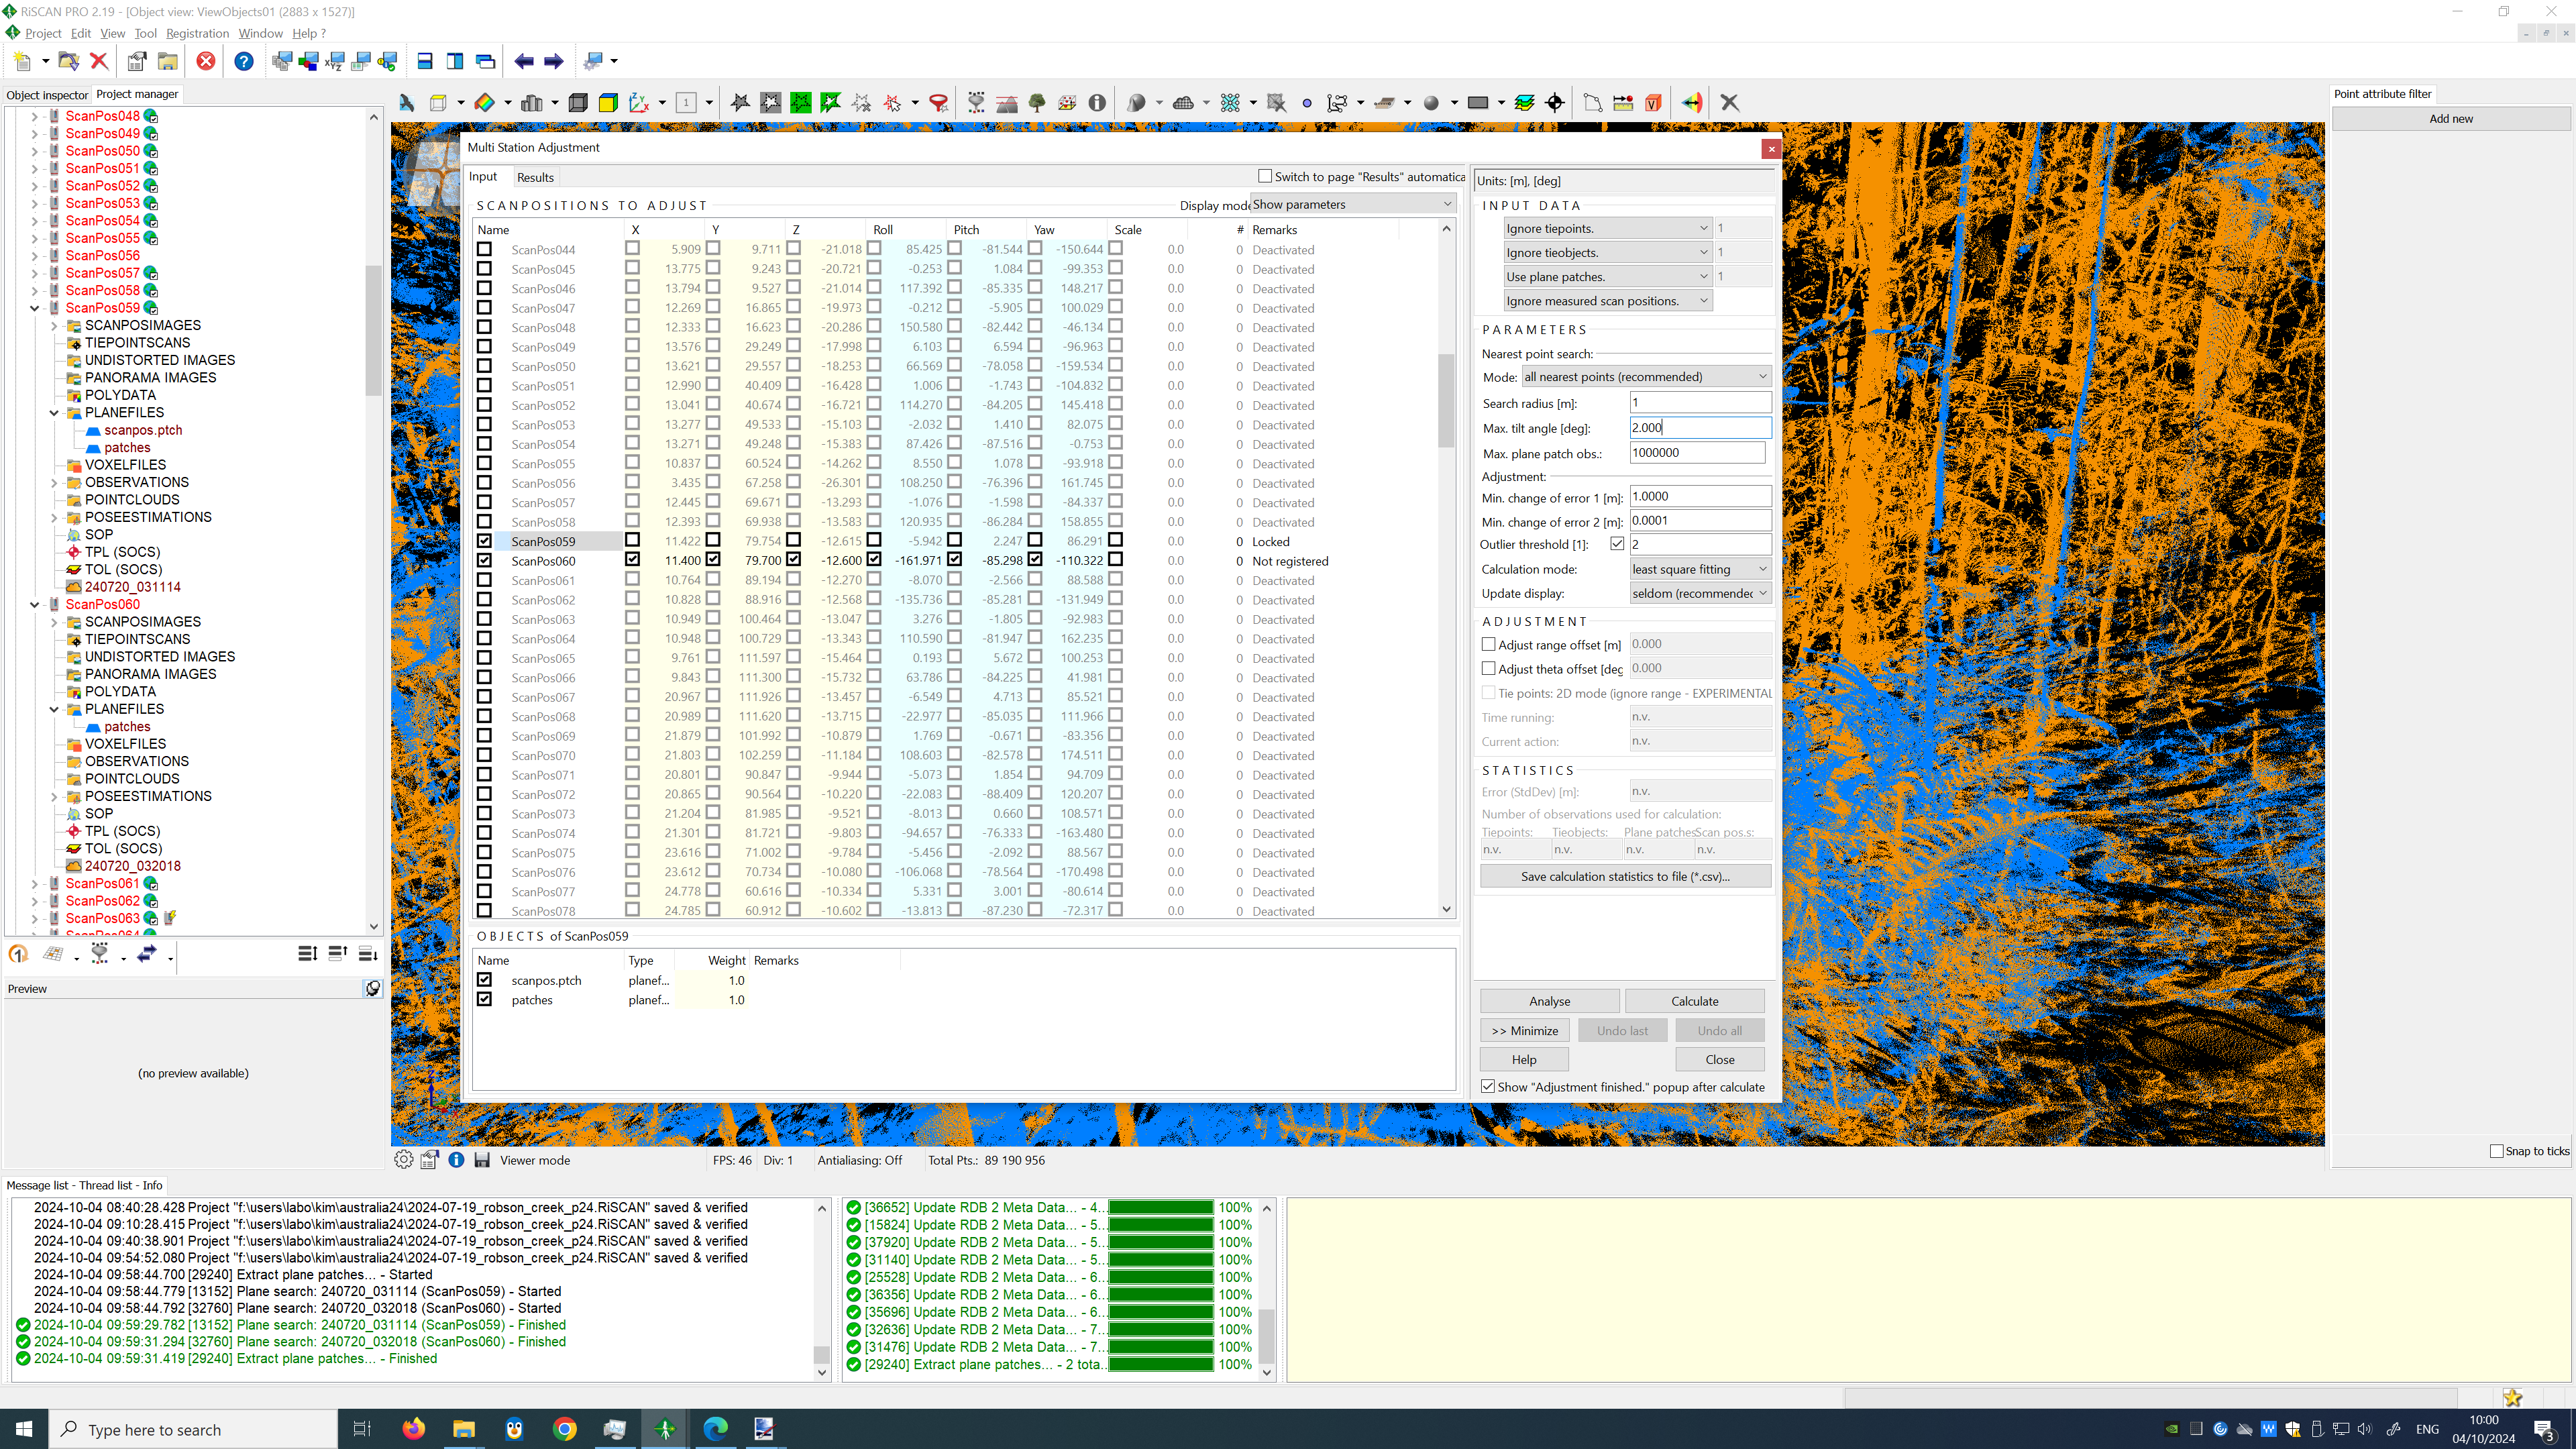 RiSCAN PRO 2.19 - [Object view: ViewObjects01 (2883 x 1527)]
Project Edit View Tool Registration Window Help ?
Object inspector Project manager
ScanPos048
ScanPos049
ScanPos050
ScanPos051
ScanPos052
ScanPos053
ScanPos054
ScanPos055
ScanPos056
ScanPos057
ScanPos058
ScanPos059
SCANPOSIMAGES
TIEPOINTSCANS
UNDISTORTED IMAGES
PANORAMA IMAGES
POLYDATA
PLANEFILES
scanpos.ptch
patches
VOXELFILES
OBSERVATIONS
POINTCLOUDS
POSEESTIMATIONS
SOP
TPL (SOCS)
TOL (SOCS)
240720_031114
ScanPos060
SCANPOSIMAGES
TIEPOINTSCANS
UNDISTORTED IMAGES
PANORAMA IMAGES
POLYDATA
PLANEFILES
patches
VOXELFILES
OBSERVATIONS
POINTCLOUDS
POSEESTIMATIONS
SOP
TPL (SOCS)
TOL (SOCS)
240720_032018
ScanPos061
ScanPos062
ScanPos063
Preview
(no preview available)
Multi Station Adjustment
Input Results
Switch to page "Results" automatica
SCANPOSITIONS TO ADJUST
Display mode Show parameters
Name X Y Z Roll Pitch Yaw Scale # Remarks
ScanPos044 5.909 9.711 -21.018 85.425 -81.544 -150.644 0.0 0 Deactivated
ScanPos045 13.775 9.243 -20.721 -0.253 1.084 -99.353 0.0 0 Deactivated
ScanPos046 13.794 9.527 -21.014 117.392 -85.335 148.217 0.0 0 Deactivated
ScanPos047 12.269 16.865 -19.973 -0.212 -5.905 100.029 0.0 0 Deactivated
ScanPos048 12.333 16.623 -20.286 150.580 -82.442 -46.134 0.0 0 Deactivated
ScanPos049 13.576 29.249 -17.998 6.103 6.594 -96.963 0.0 0 Deactivated
ScanPos050 13.621 29.557 -18.253 66.569 -78.058 -159.534 0.0 0 Deactivated
ScanPos051 12.990 40.409 -16.428 1.006 -1.743 -104.832 0.0 0 Deactivated
ScanPos052 13.041 40.674 -16.721 114.270 -84.205 145.418 0.0 0 Deactivated
ScanPos053 13.277 49.533 -15.103 -2.032 1.410 82.075 0.0 0 Deactivated
ScanPos054 13.271 49.248 -15.383 87.426 -87.516 -0.753 0.0 0 Deactivated
ScanPos055 10.837 60.524 -14.262 8.550 1.078 -93.918 0.0 0 Deactivated
ScanPos056 3.435 67.258 -26.301 108.250 -76.396 161.745 0.0 0 Deactivated
ScanPos057 12.445 69.671 -13.293 -1.076 -1.598 -84.337 0.0 0 Deactivated
ScanPos058 12.393 69.938 -13.583 120.935 -86.284 158.855 0.0 0 Deactivated
ScanPos059 11.422 79.754 -12.615 -5.942 2.247 86.291 0.0 0 Locked
ScanPos060 11.400 79.700 -12.600 -161.971 -85.298 -110.322 0.0 0 Not registered
ScanPos061 10.764 89.194 -12.270 -8.070 -2.566 88.588 0.0 0 Deactivated
ScanPos062 10.828 88.916 -12.568 -135.736 -85.281 -131.949 0.0 0 Deactivated
ScanPos063 10.949 100.464 -13.047 3.276 -1.805 -92.983 0.0 0 Deactivated
ScanPos064 10.948 100.729 -13.343 110.590 -81.947 162.235 0.0 0 Deactivated
ScanPos065 9.761 111.597 -15.464 0.193 5.672 100.253 0.0 0 Deactivated
ScanPos066 9.843 111.300 -15.732 63.786 -84.225 41.981 0.0 0 Deactivated
ScanPos067 20.967 111.926 -13.457 -6.549 4.713 85.521 0.0 0 Deactivated
ScanPos068 20.989 111.620 -13.715 -22.977 -85.035 111.966 0.0 0 Deactivated
ScanPos069 21.879 101.992 -10.879 1.769 -0.671 -83.356 0.0 0 Deactivated
ScanPos070 21.803 102.259 -11.184 108.603 -82.578 174.511 0.0 0 Deactivated
ScanPos071 20.801 90.847 -9.944 -5.073 1.854 94.709 0.0 0 Deactivated
ScanPos072 20.865 90.564 -10.220 -22.083 -88.409 120.207 0.0 0 Deactivated
ScanPos073 21.204 81.985 -9.521 -8.013 0.660 108.571 0.0 0 Deactivated
ScanPos074 21.301 81.721 -9.803 -94.657 -76.333 -163.480 0.0 0 Deactivated
ScanPos075 23.616 71.002 -9.784 -5.456 -2.092 88.567 0.0 0 Deactivated
ScanPos076 23.612 70.734 -10.080 -106.068 -78.564 -170.498 0.0 0 Deactivated
ScanPos077 24.778 60.616 -10.334 5.331 3.001 -80.614 0.0 0 Deactivated
ScanPos078 24.785 60.912 -10.602 -13.813 -87.230 -72.317 0.0 0 Deactivated
OBJECTS of ScanPos059
Name Type Weight Remarks
scanpos.ptch planef... 1.0
patches planef... 1.0
Units: [m], [deg]
INPUT DATA
Ignore tiepoints. 1
Ignore tieobjects. 1
Use plane patches. 1
Ignore measured scan positions.
PARAMETERS
Nearest point search:
Mode: all nearest points (recommended)
Search radius [m]: 1
Max. tilt angle [deg]: 2.000
Max. plane patch obs.: 1000000
Adjustment:
Min. change of error 1 [m]: 1.0000
Min. change of error 2 [m]: 0.0001
Outlier threshold [1]: 2
Calculation mode: least square fitting
Update display: seldom (recommended
ADJUSTMENT
Adjust range offset [m] 0.000
Adjust theta offset [deg 0.000
Tie points: 2D mode (ignore range - EXPERIMENTAL
Time running: n.v.
Current action: n.v.
STATISTICS
Error (StdDev) [m]: n.v.
Number of observations used for calculation:
Tiepoints: Tieobjects: Plane patches Scan pos.s:
n.v. n.v. n.v. n.v.
Save calculation statistics to file (*.csv)...
Analyse Calculate
>> Minimize Undo last Undo all
Help Close
Show "Adjustment finished." popup after calculate
Point attribute filter
Add new
Snap to ticks
Viewer mode FPS: 46 Div: 1 Antialiasing: Off Total Pts.: 89 190 956
Message list - Thread list - Info
2024-10-04 08:40:28.428 Project "f:\users\labo\kim\australia24\2024-07-19_robson_creek_p24.RiSCAN" saved & verified
2024-10-04 09:10:28.415 Project "f:\users\labo\kim\australia24\2024-07-19_robson_creek_p24.RiSCAN" saved & verified
2024-10-04 09:40:38.901 Project "f:\users\labo\kim\australia24\2024-07-19_robson_creek_p24.RiSCAN" saved & verified
2024-10-04 09:54:52.080 Project "f:\users\labo\kim\australia24\2024-07-19_robson_creek_p24.RiSCAN" saved & verified
2024-10-04 09:58:44.700 [29240] Extract plane patches... - Started
2024-10-04 09:58:44.779 [13152] Plane search: 240720_031114 (ScanPos059) - Started
2024-10-04 09:58:44.792 [32760] Plane search: 240720_032018 (ScanPos060) - Started
2024-10-04 09:59:29.782 [13152] Plane search: 240720_031114 (ScanPos059) - Finished
2024-10-04 09:59:31.294 [32760] Plane search: 240720_032018 (ScanPos060) - Finished
2024-10-04 09:59:31.419 [29240] Extract plane patches... - Finished
[36652] Update RDB 2 Meta Data... - 4... 100%
[15824] Update RDB 2 Meta Data... - 5... 100%
[37920] Update RDB 2 Meta Data... - 5... 100%
[31140] Update RDB 2 Meta Data... - 5... 100%
[25528] Update RDB 2 Meta Data... - 6... 100%
[36356] Update RDB 2 Meta Data... - 6... 100%
[35696] Update RDB 2 Meta Data... - 6... 100%
[32636] Update RDB 2 Meta Data... - 7... 100%
[31476] Update RDB 2 Meta Data... - 7... 100%
[29240] Extract plane patches... - 2 tota... 100%
Type here to search
ENG
10:00
04/10/2024
3